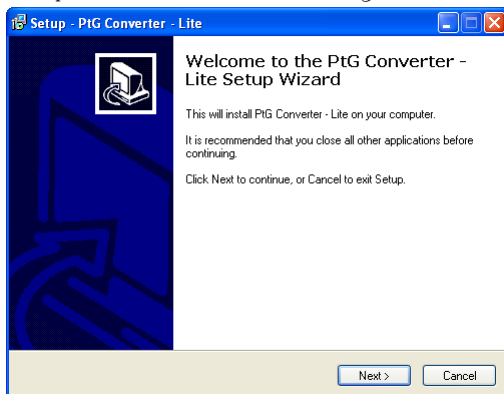 Setup - PtG Converter - Lite
Welcome to the PtG Converter -
Lite Setup Wizard
This will install PtG Converter - Lite on your computer.
It is recommended that you close all other applications before
continuing.
Click Next to continue, or Cancel to exit Setup.
Next >
Cancel